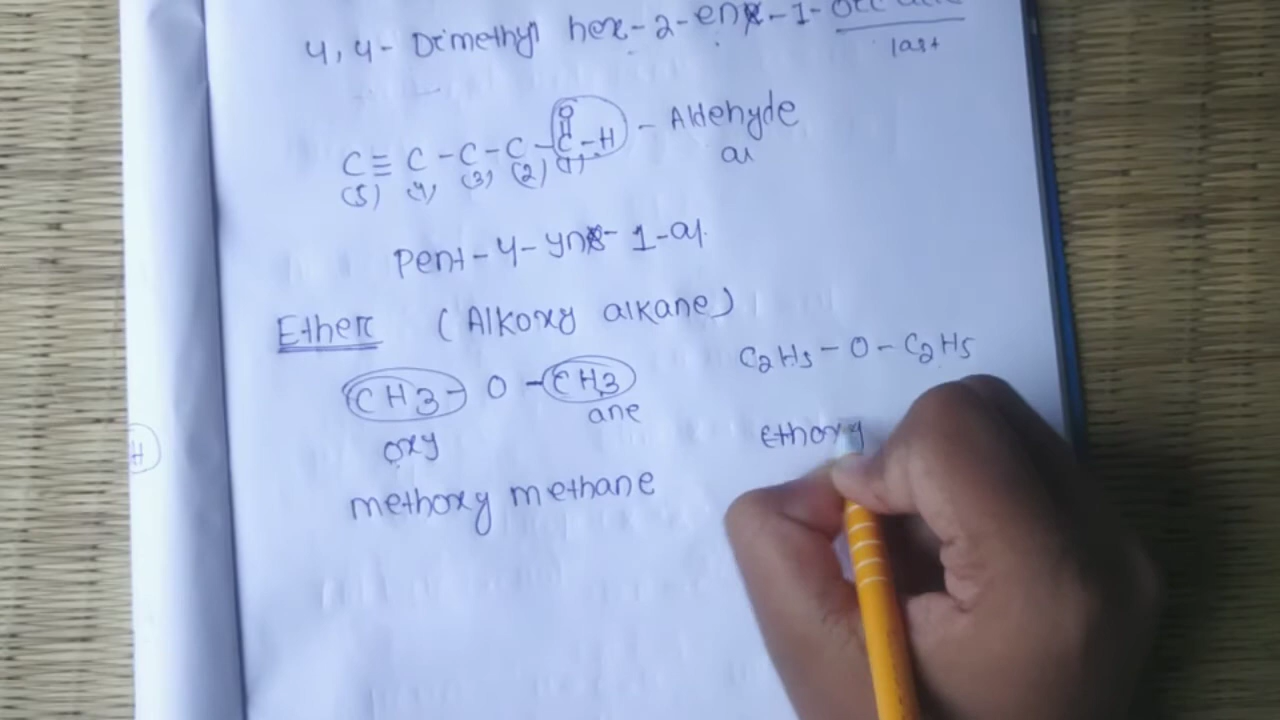 4,4- Dimethyl hex-2-en-1-
last
O
C≡C-C-C-C-H - Aldehyde
(5) (4) (3) (2) (1) al
Pent-4-yn-1-al
Ether (Alkoxy alkane)
CH3-O-CH3 C2H5-O-C2H5
oxy ane ethoxy
methoxy methane
H